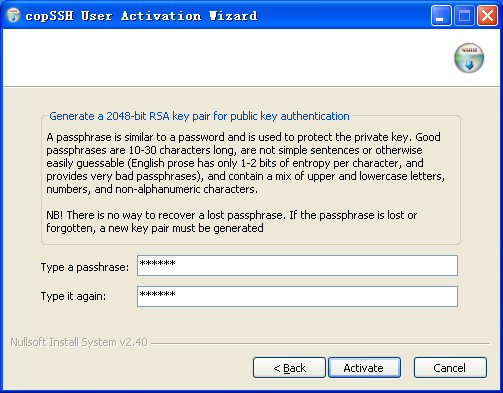 copSSH User Activation Wizard
Generate a 2048-bit RSA key pair for public key authentication
A passphrase is similar to a password and is used to protect the private key. Good
passphrases are 10-30 characters long, are not simple sentences or otherwise
easily guessable (English prose has only 1-2 bits of entropy per character, and
provides very bad passphrases), and contain a mix of upper and lowercase letters,
numbers, and non-alphanumeric characters.
NB! There is no way to recover a lost passphrase. If the passphrase is lost or
forgotten, a new key pair must be generated
Type a passhrase: ******
Type it again: ******
Nullsoft Install System v2.40
< Back Activate Cancel